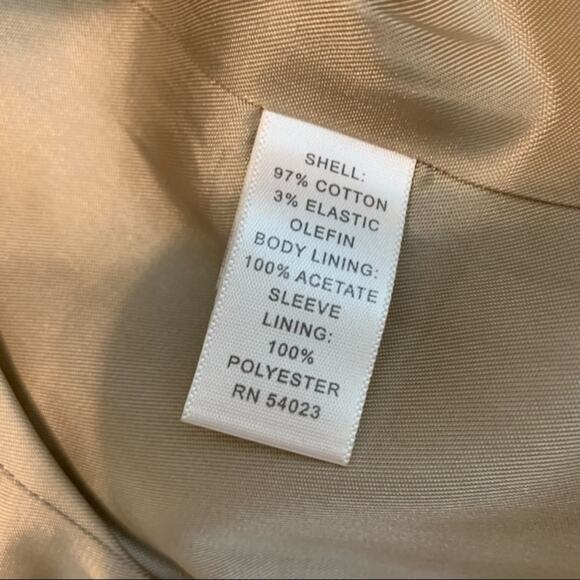 SHELL:
97% COTTON
3% ELASTIC
OLEFIN
BODY LINING:
100% ACETATE
SLEEVE
LINING:
100%
POLYESTER
RN 54023